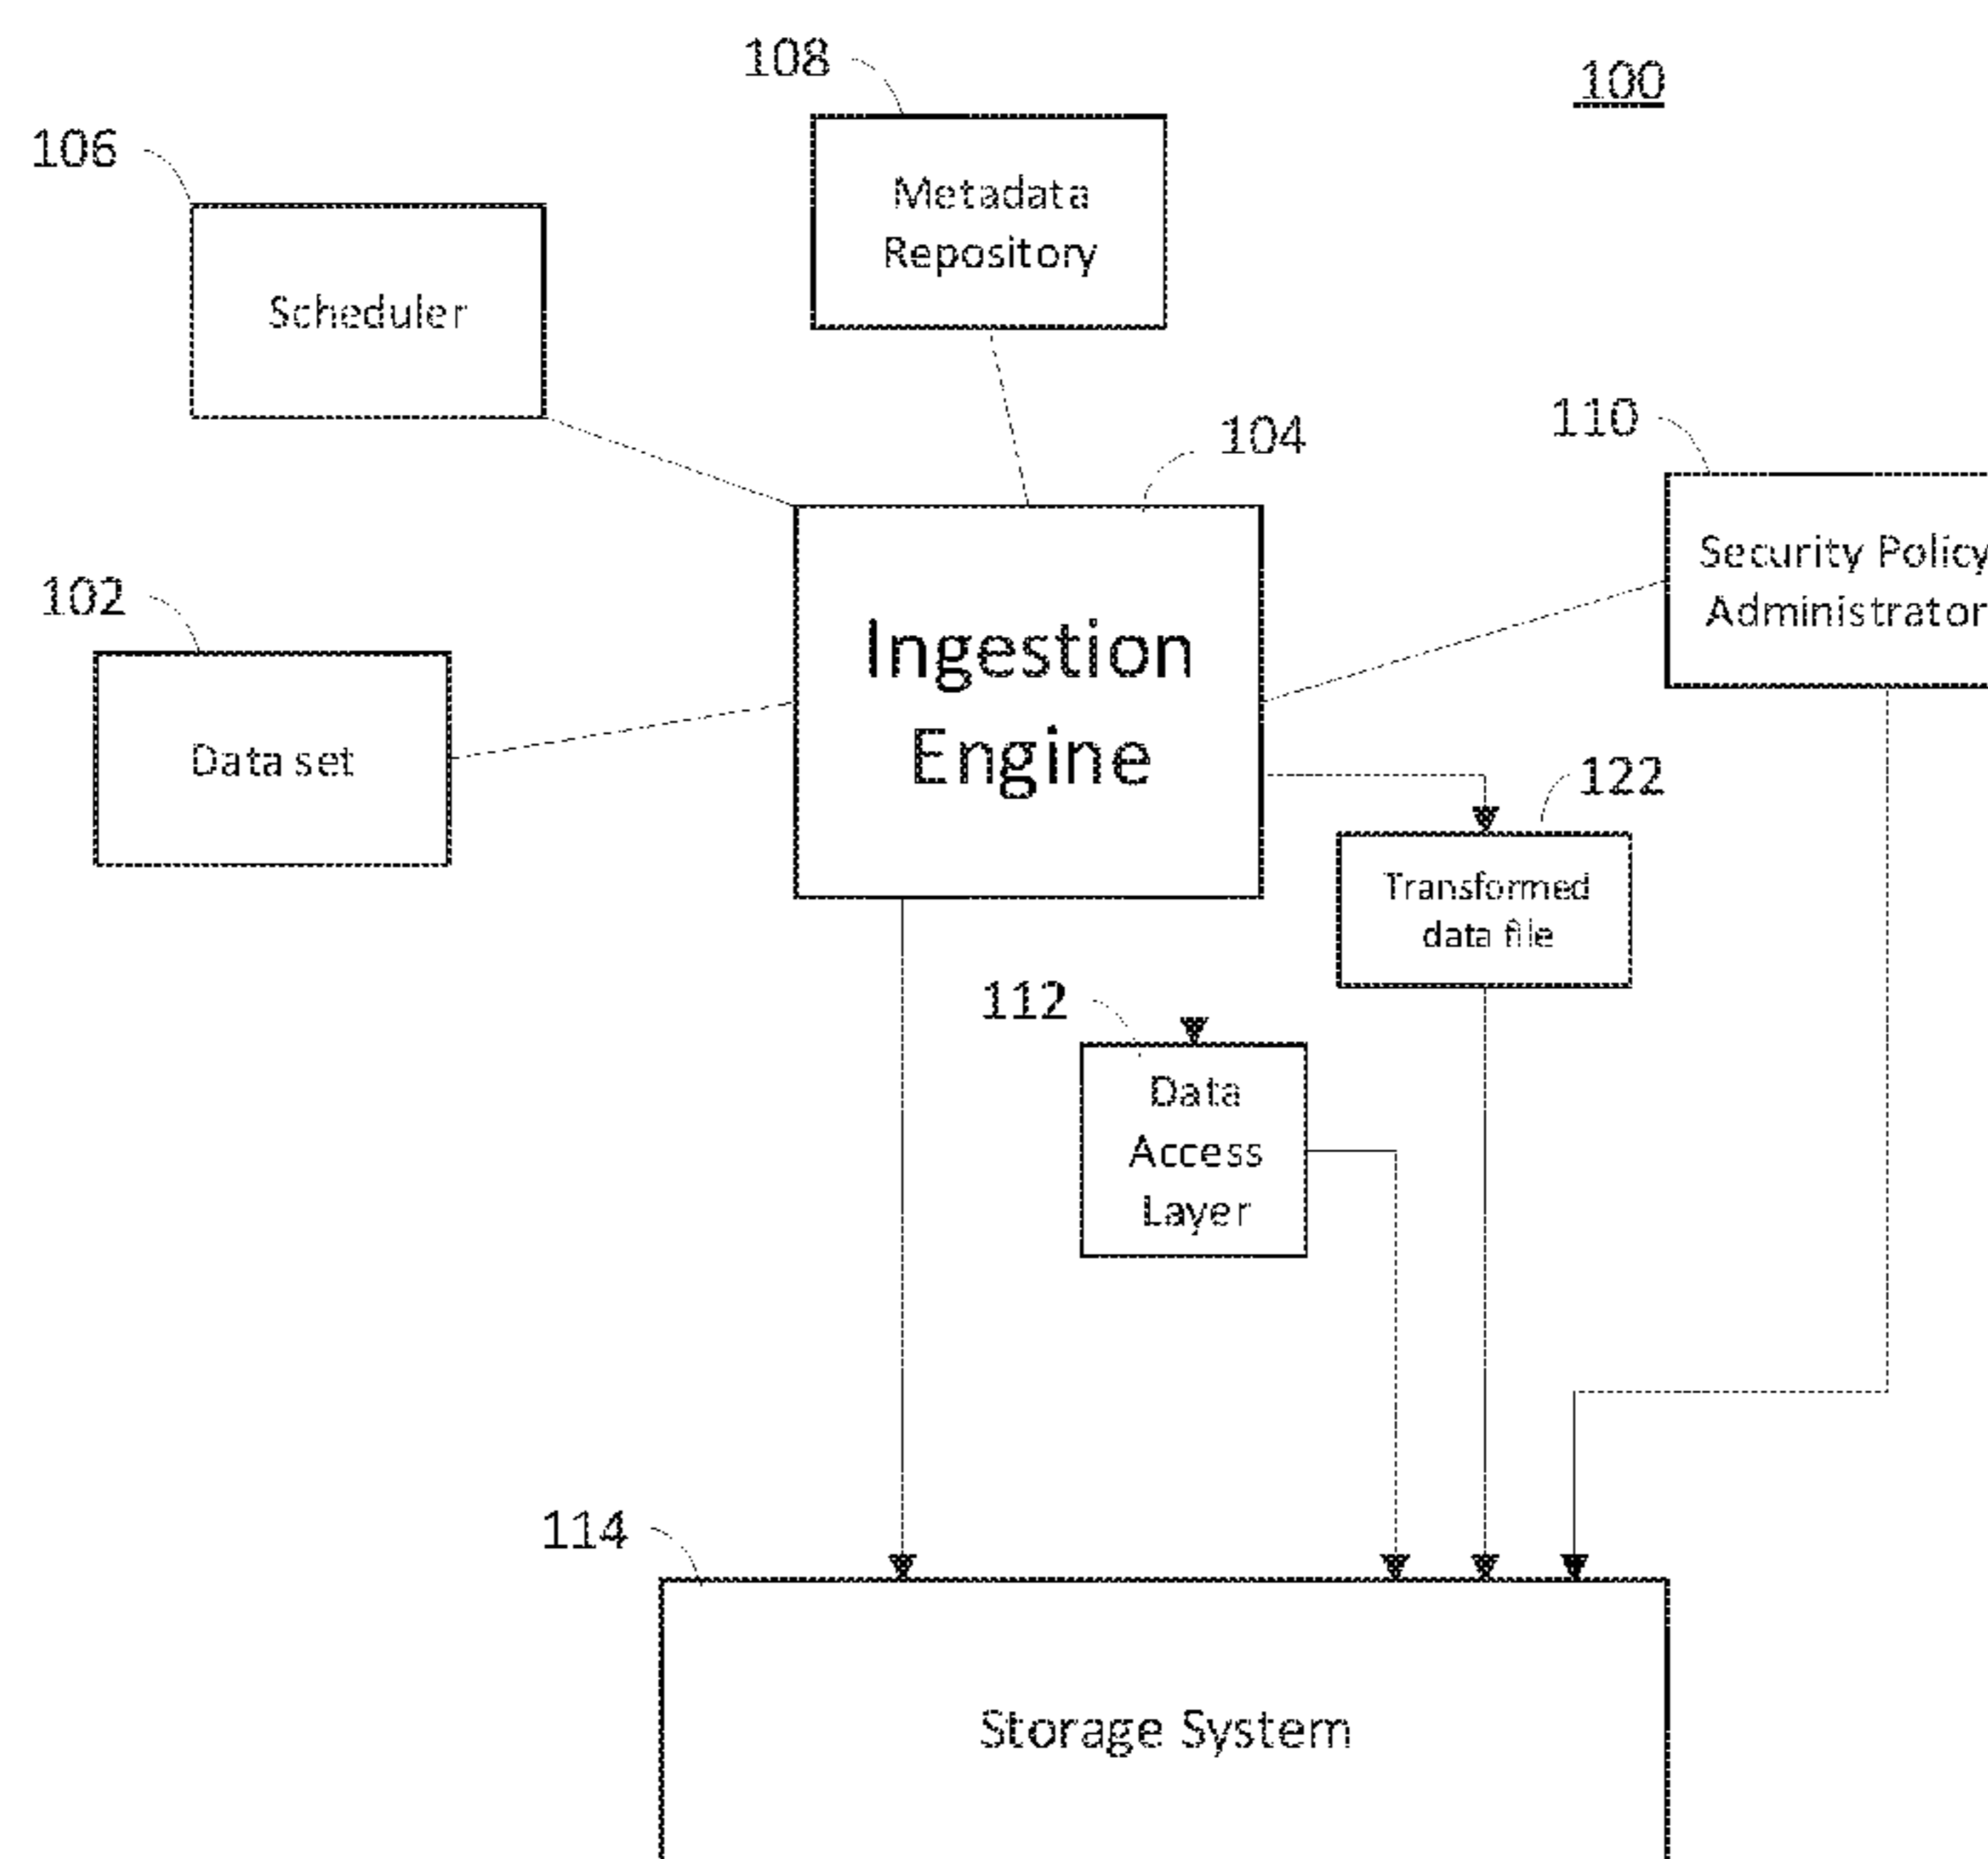 108
100
106
Metadata
Repository
Scheduler
110
104
Security Policy
Administrator
102
Ingestion
Engine
Data set
122
Transformed
data file
112
Data
Access
Layer
114
Storage System